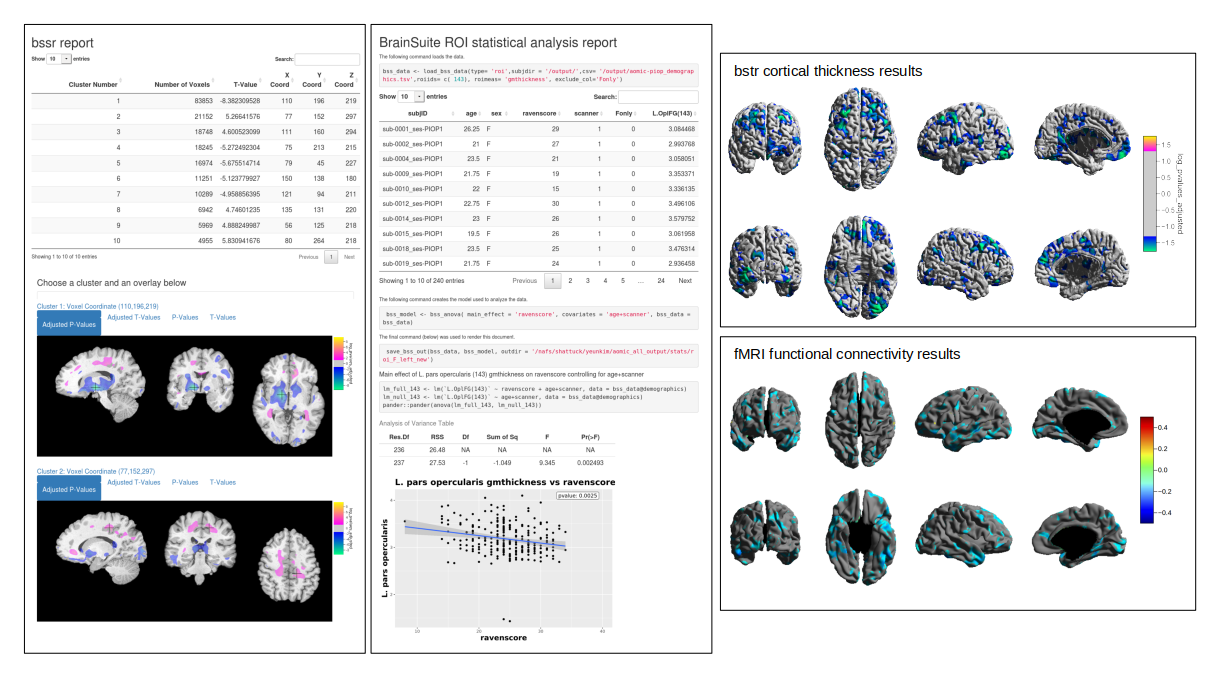 bssr report
Show 10 entries
Search:
Cluster Number Number of Voxels T-Value X Coord Y Coord Z Coord
1 83853 -8.382309528 110 196 219
2 21152 5.26641576 77 152 297
3 18748 4.600523099 111 160 294
4 18245 -5.272492304 75 213 215
5 16974 -5.675514714 79 45 227
6 11251 -5.123779927 150 138 180
7 10289 -4.958856395 121 94 211
8 6942 4.74601235 135 131 220
9 5969 4.888249987 56 125 218
10 4955 5.830941676 80 264 218
Showing 1 to 10 of 10 entries
Previous 1 Next
Choose a cluster and an overlay below
Cluster 1: Voxel Coordinate (110,196,219)
Adjusted P-Values Adjusted T-Values P-Values T-Values
Cluster 2: Voxel Coordinate (77,152,297)
Adjusted P-Values Adjusted T-Values P-Values T-Values
BrainSuite ROI statistical analysis report
The following command loads the data.
bss_data <- load_bss_data(type= 'roi',subjdir = '/output/',csv= '/output/aomic-piop_demograp
hics.tsv',roiids= c( 143), roimeas= 'gmthickness', exclude_col='Fonly')
Show 10 entries
Search:
subjID age sex ravenscore scanner Fonly L.OpIFG(143)
sub-0001_ses-PIOP1 26.25 F 29 1 0 3.084468
sub-0002_ses-PIOP1 21 F 27 1 0 2.993768
sub-0004_ses-PIOP1 23.5 F 21 1 0 3.058051
sub-0009_ses-PIOP1 21.75 F 19 1 0 3.353371
sub-0010_ses-PIOP1 22 F 15 1 0 3.336135
sub-0012_ses-PIOP1 22.75 F 30 1 0 3.496106
sub-0014_ses-PIOP1 23 F 26 1 0 3.579752
sub-0015_ses-PIOP1 19.5 F 26 1 0 3.061958
sub-0018_ses-PIOP1 23.5 F 25 1 0 3.476314
sub-0019_ses-PIOP1 21.75 F 24 1 0 2.936458
Showing 1 to 10 of 240 entries
Previous 1 2 3 4 5 ... 24 Next
The following command creates the model used to analyze the data.
bss_model <- bss_anova( main_effect = 'ravenscore', covariates = 'age+scanner', bss_data =
bss_data)
The final command (below) was used to render this document.
save_bss_out(bss_data, bss_model, outdir = '/nafs/shattuck/yeunkim/aomic_all_output/stats/r
oi_F_left_new')
Main effect of L. pars opercularis (143) gmthickness on ravenscore controlling for age+scanner
lm_full_143 <- lm(`L.OpIFG(143)` ~ ravenscore + age+scanner, data = bss_data@demographics)
lm_null_143 <- lm(`L.OpIFG(143)` ~ age+scanner, data = bss_data@demographics)
pander::pander(anova(lm_full_143, lm_null_143))
Analysis of Variance Table
Res.Df RSS Df Sum of Sq F Pr(>F)
236 26.48 NA NA NA NA
237 27.53 -1 -1.049 9.345 0.002493
L. pars opercularis gmthickness vs ravenscore
pvalue: 0.0025
L. pars opercularis
4
3
2
10 20 30 40
ravenscore
bstr cortical thickness results
1.5
1.0
0.5
0.0
−0.5
−1.0
−1.5
log_pvalues_adjusted
fMRI functional connectivity results
0.4
0.2
0.0
−0.2
−0.4